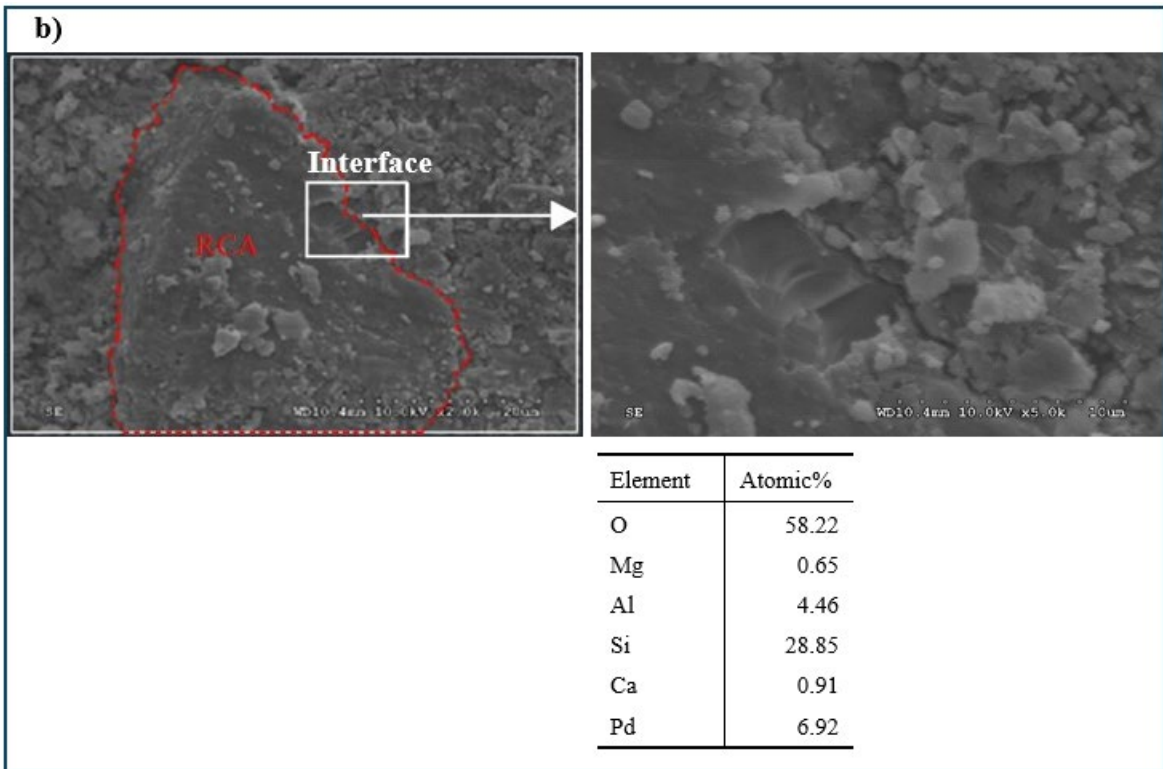 b)
Interface
RCA
SE WD10.4mm 10.0kV x2.0k 20um
SE WD10.4mm 10.0kV x5.0k 10um
Element Atomic%
O 58.22
Mg 0.65
Al 4.46
Si 28.85
Ca 0.91
Pd 6.92